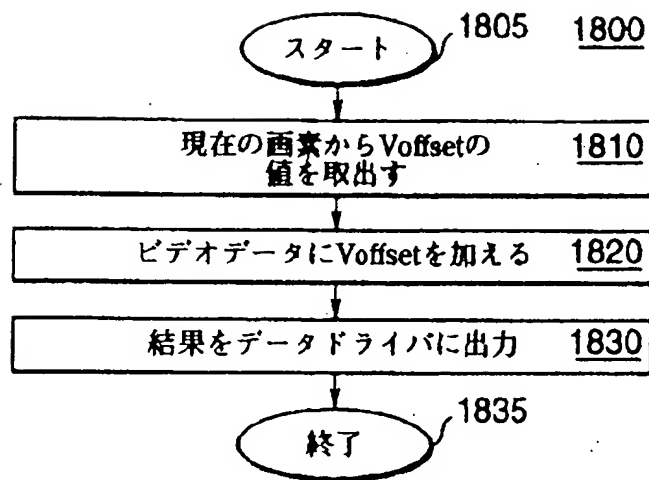 スタート
1805
1800
現在の画素からVoffsetの
値を取出す
1810
ビデオデータにVoffsetを加える
1820
結果をデータドライバに出力
1830
終了
1835